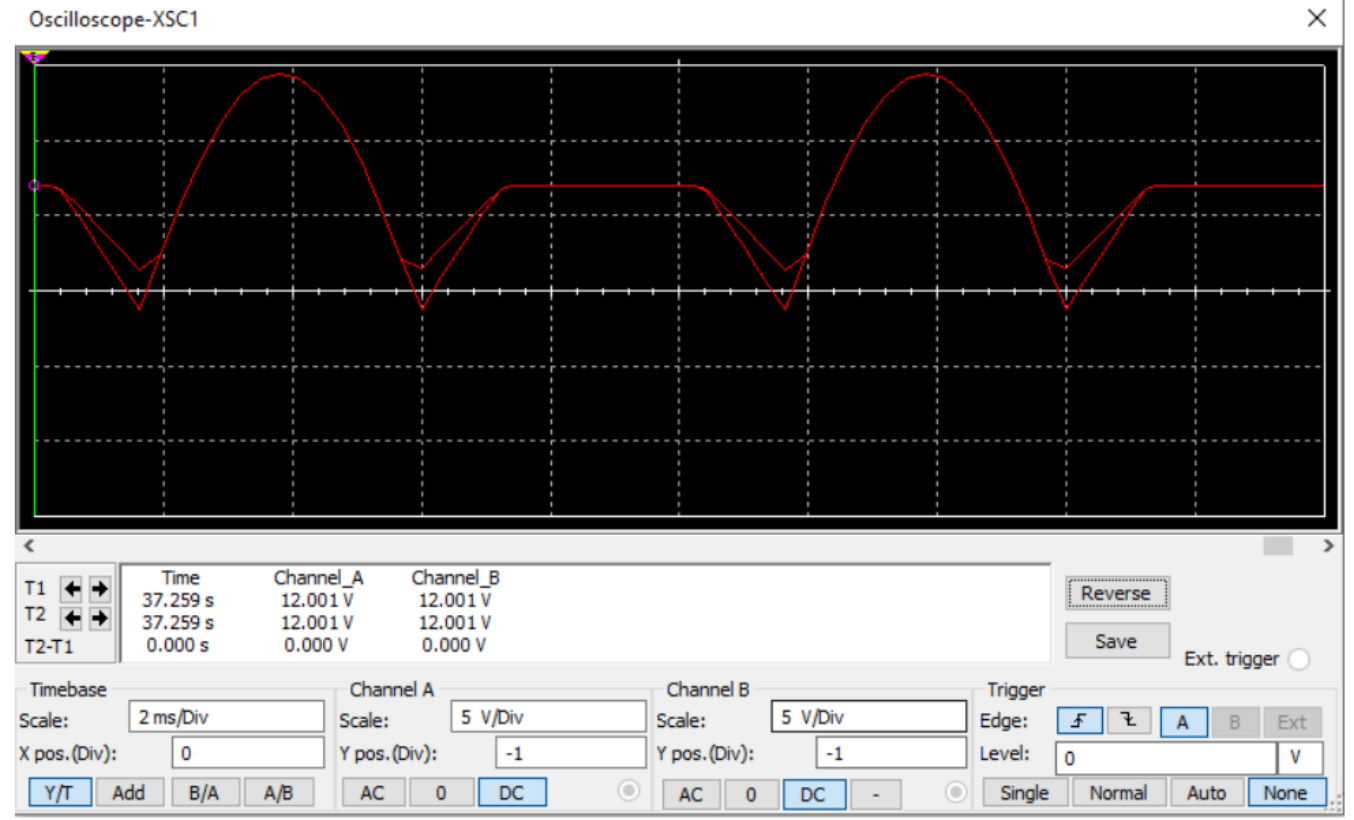 Oscilloscope-XSC1
Time Channel_A Channel_B
T1 37.259 s 12.001 V 12.001 V
T2 37.259 s 12.001 V 12.001 V
T2-T1 0.000 s 0.000 V 0.000 V
Reverse
Save
Ext. trigger
Timebase Channel A Channel B Trigger
Scale: 2 ms/Div Scale: 5 V/Div Scale: 5 V/Div Edge: A B Ext
X pos.(Div): 0 Y pos.(Div): -1 Y pos.(Div): -1 Level: 0 V
Y/T Add B/A A/B AC 0 DC AC 0 DC - Single Normal Auto None